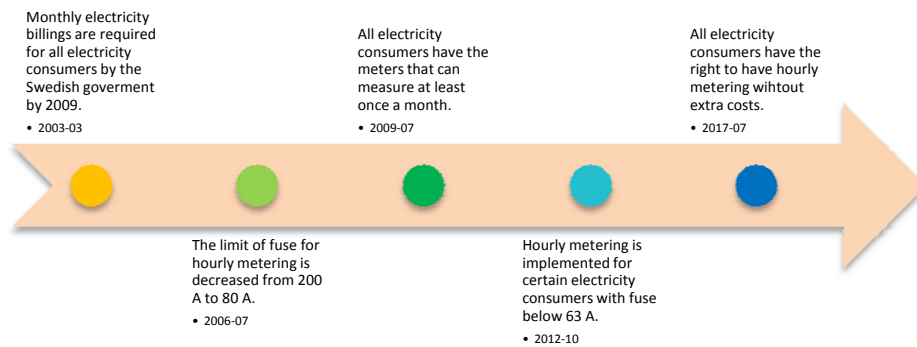 Monthly electricity
billings are required
for all electricity
consumers by the
Swedish goverment
by 2009.
• 2003-03
The limit of fuse for
hourly metering is
decreased from 200
A to 80 A.
• 2006-07
All electricity
consumers have the
meters that can
measure at least
once a month.
• 2009-07
Hourly metering is
implemented for
certain electricity
consumers with fuse
below 63 A.
• 2012-10
All electricity
consumers have the
right to have hourly
metering wihtout
extra costs.
• 2017-07